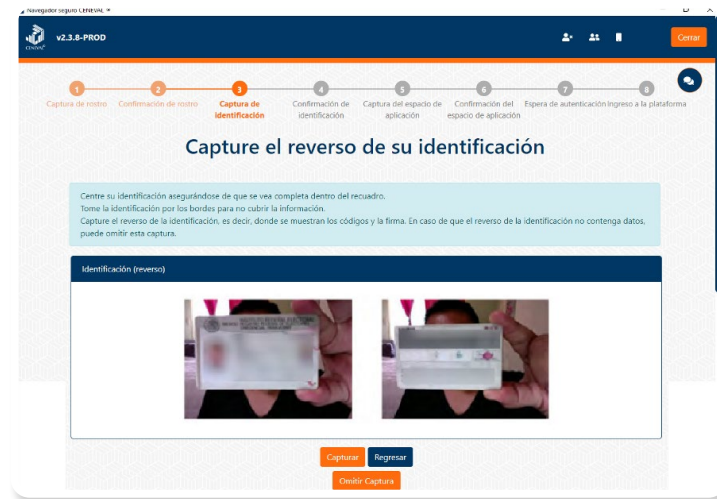 Navegador seguro CENEVAL
CENEVAL
v2.3.8-PROD
Cerrar
1
2
3
4
5
6
7
8
Captura de rostro
Confirmación de rostro
Captura de
identificación
Confirmación de
identificación
Captura del espacio de
aplicación
Confirmación del
espacio de aplicación
Espera de autenticación
Ingreso a la plataforma
Capture el reverso de su identificación
Centre su identificación asegurándose de que se vea completa dentro del recuadro.
Tome la identificación por los bordes para no cubrir la información.
Capture el reverso de la identificación, es decir, donde se muestran los códigos y la firma. En caso de que el reverso de la identificación no contenga datos,
puede omitir esta captura.
Identificación (reverso)
Capturar
Regresar
Omitir Captura